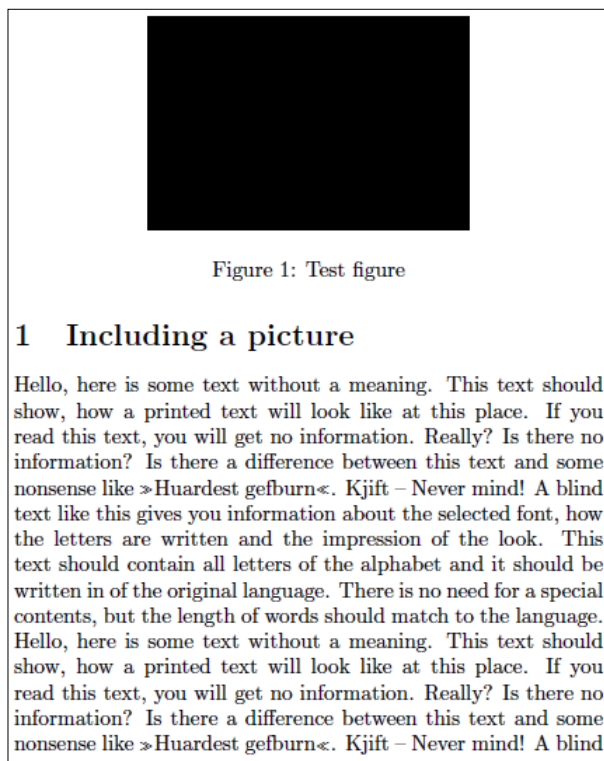 Figure 1: Test figure
1 Including a picture
Hello, here is some text without a meaning. This text should
show, how a printed text will look like at this place. If you
read this text, you will get no information. Really? Is there no
information? Is there a difference between this text and some
nonsense like »Huardest gefburn«. Kjift – Never mind! A blind
text like this gives you information about the selected font, how
the letters are written and the impression of the look. This
text should contain all letters of the alphabet and it should be
written in of the original language. There is no need for a special
contents, but the length of words should match to the language.
Hello, here is some text without a meaning. This text should
show, how a printed text will look like at this place. If you
read this text, you will get no information. Really? Is there no
information? Is there a difference between this text and some
nonsense like »Huardest gefburn«. Kjift – Never mind! A blind